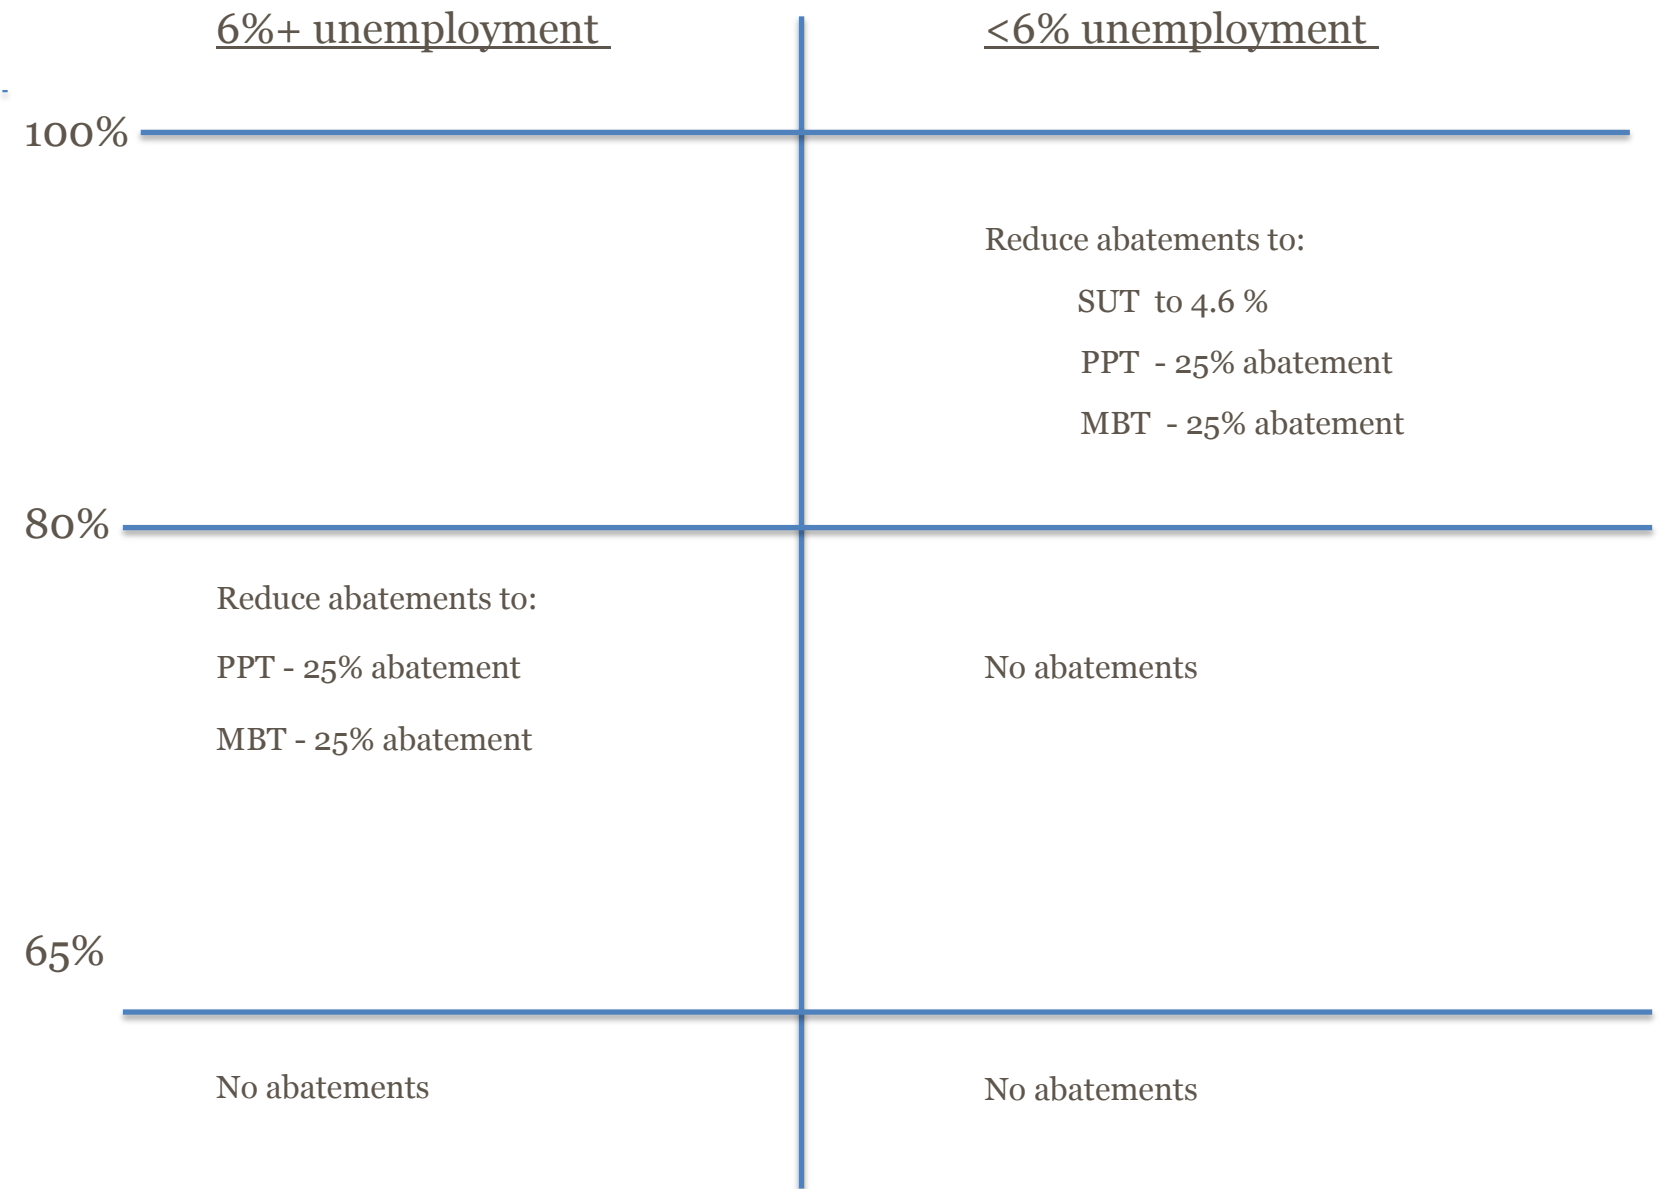 6%+ unemployment
<6% unemployment
100%
Reduce abatements to:
SUT to 4.6 %
PPT - 25% abatement
MBT - 25% abatement
80%
Reduce abatements to:
PPT - 25% abatement
No abatements
MBT - 25% abatement
65%
No abatements
No abatements